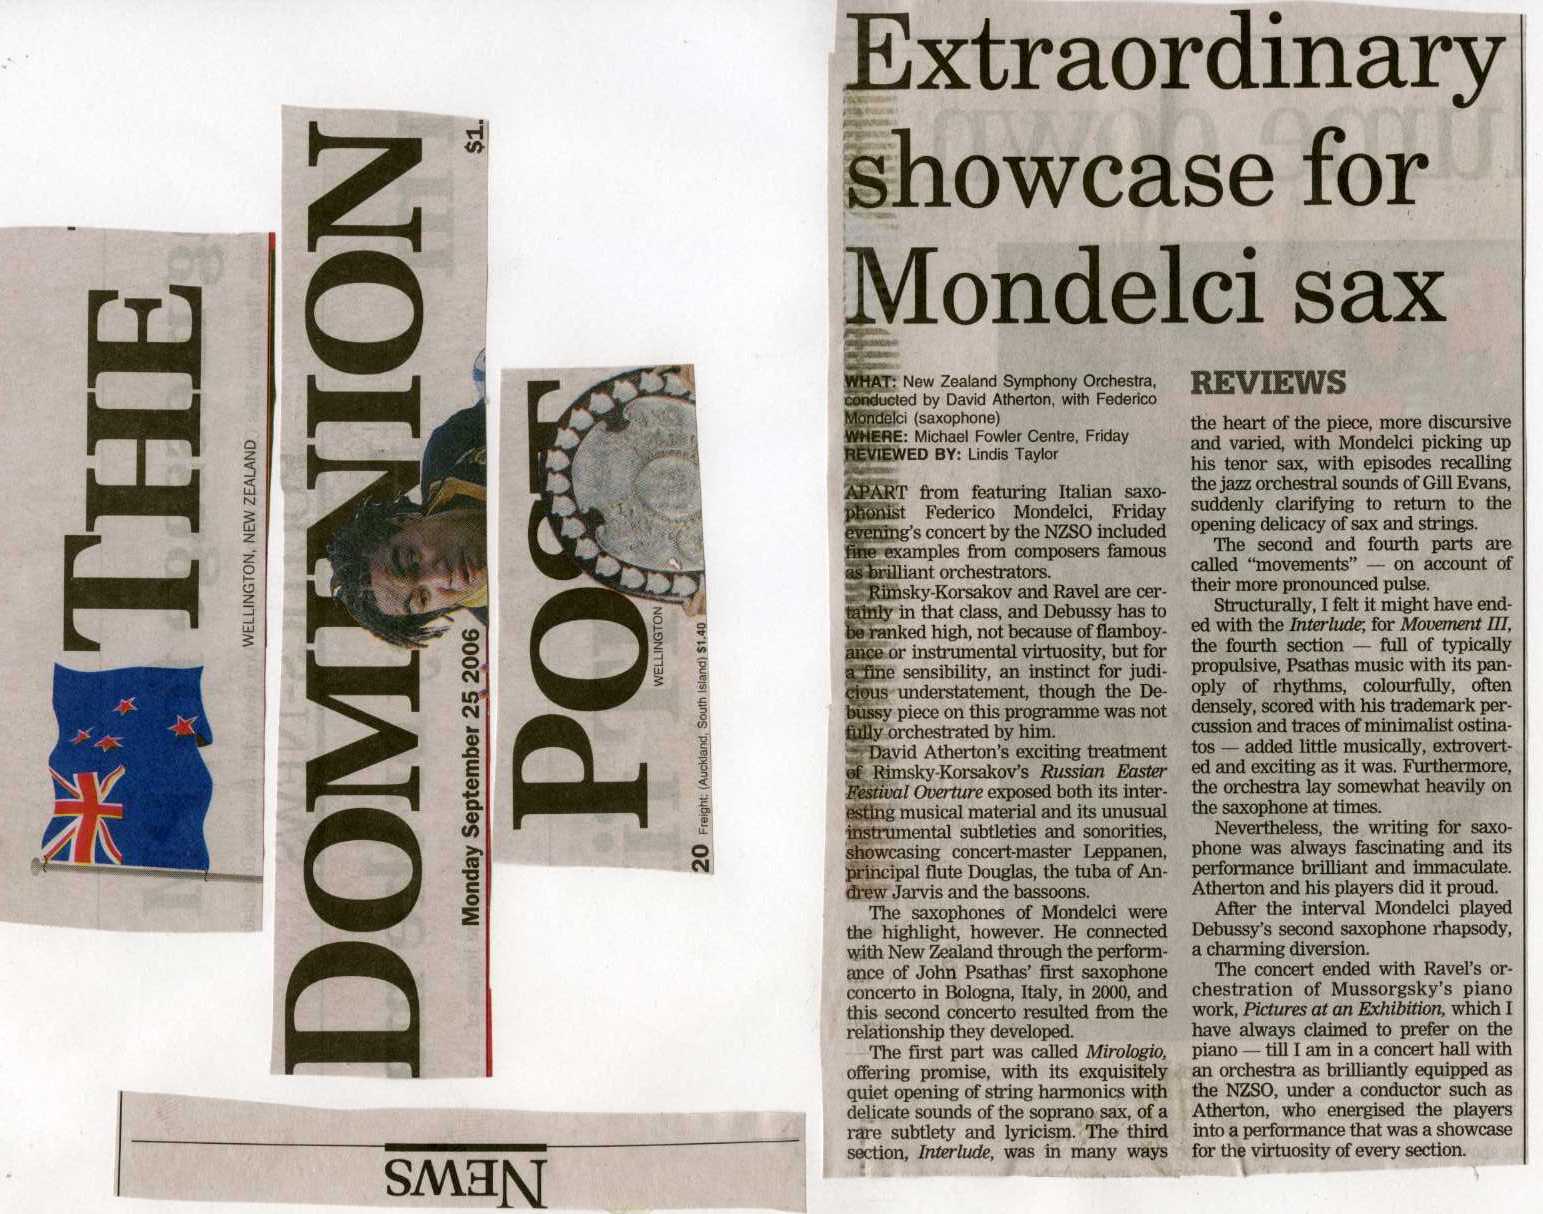 THE
WELLINGTON, NEW ZEALAND
DOMINION
$1.
Monday September 25 2006
POST
WELLINGTON
20 Freight: (Auckland, South Island) $1.40
NEWS
Extraordinary
showcase for
Mondelci sax
WHAT: New Zealand Symphony Orchestra,
conducted by David Atherton, with Federico
Mondelci (saxophone)
WHERE: Michael Fowler Centre, Friday
REVIEWED BY: Lindis Taylor
APART from featuring Italian saxo-
phonist Federico Mondelci, Friday
evening's concert by the NZSO included
fine examples from composers famous
as brilliant orchestrators.
Rimsky-Korsakov and Ravel are cer-
tainly in that class, and Debussy has to
be ranked high, not because of flamboy-
ance or instrumental virtuosity, but for
a fine sensibility, an instinct for judi-
cious understatement, though the De-
bussy piece on this programme was not
fully orchestrated by him.
David Atherton's exciting treatment
of Rimsky-Korsakov's Russian Easter
Festival Overture exposed both its inter-
esting musical material and its unusual
instrumental subtleties and sonorities,
showcasing concert-master Leppanen,
principal flute Douglas, the tuba of An-
drew Jarvis and the bassoons.
The saxophones of Mondelci were
the highlight, however. He connected
with New Zealand through the perform-
ance of John Psathas' first saxophone
concerto in Bologna, Italy, in 2000, and
this second concerto resulted from the
relationship they developed.
The first part was called Mirologio,
offering promise, with its exquisitely
quiet opening of string harmonics with
delicate sounds of the soprano sax, of a
rare subtlety and lyricism. The third
section, Interlude, was in many ways
REVIEWS
the heart of the piece, more discursive
and varied, with Mondelci picking up
his tenor sax, with episodes recalling
the jazz orchestral sounds of Gill Evans,
suddenly clarifying to return to the
opening delicacy of sax and strings.
The second and fourth parts are
called "movements" — on account of
their more pronounced pulse.
Structurally, I felt it might have end-
ed with the Interlude; for Movement III,
the fourth section — full of typically
propulsive, Psathas music with its pan-
oply of rhythms, colourfully, often
densely, scored with his trademark per-
cussion and traces of minimalist ostina-
tos — added little musically, extrovert-
ed and exciting as it was. Furthermore,
the orchestra lay somewhat heavily on
the saxophone at times.
Nevertheless, the writing for saxo-
phone was always fascinating and its
performance brilliant and immaculate.
Atherton and his players did it proud.
After the interval Mondelci played
Debussy's second saxophone rhapsody,
a charming diversion.
The concert ended with Ravel's or-
chestration of Mussorgsky's piano
work, Pictures at an Exhibition, which I
have always claimed to prefer on the
piano — till I am in a concert hall with
an orchestra as brilliantly equipped as
the NZSO, under a conductor such as
Atherton, who energised the players
into a performance that was a showcase
for the virtuosity of every section.